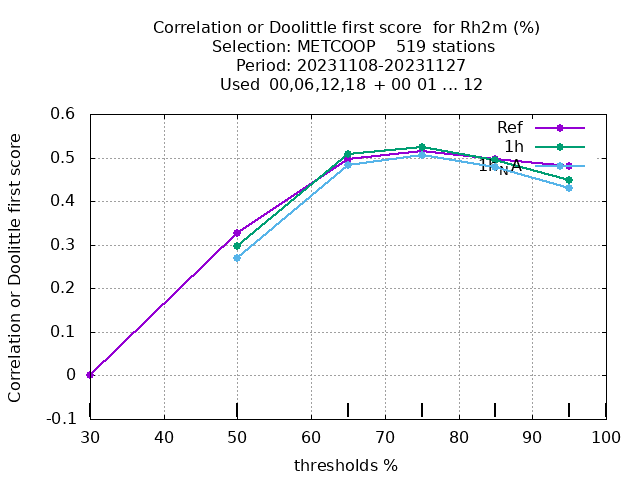 Correlation or Doolittle first score  for Rh2m (%)
Selection: METCOOP    519 stations
Period: 20231108-20231127
Used  00,06,12,18  + 00 01 ... 12
Correlation or Doolittle first score
0.6
0.5
0.4
0.3
0.2
0.1
0
-0.1
Ref
1h
1h_N A
30 40 50 60 70 80 90 100
thresholds %